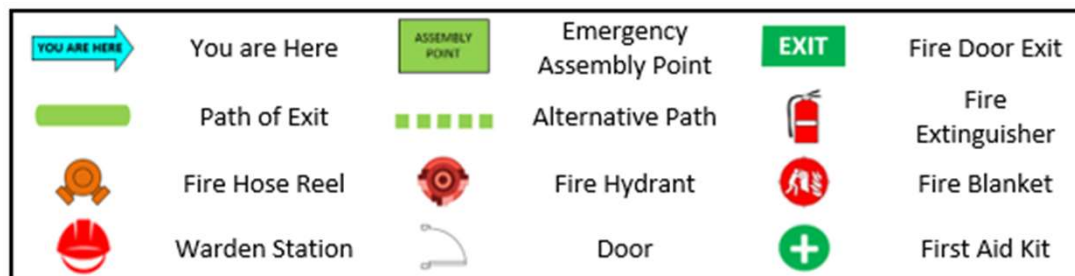 YOU ARE HERE
You are Here
ASSEMBLY
POINT
Emergency
Assembly Point
EXIT
Fire Door Exit
Path of Exit
Alternative Path
Fire
Extinguisher
Fire Hose Reel
Fire Hydrant
Fire Blanket
Warden Station
Door
First Aid Kit